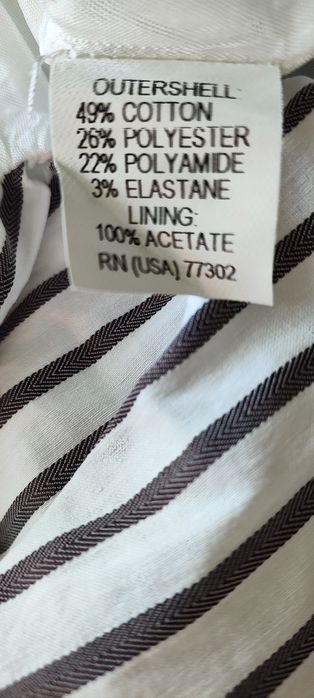 OUTERSHELL:
49% COTTON
26% POLYESTER
22% POLYAMIDE
3% ELASTANE
LINING:
100% ACETATE
RN (USA) 77302